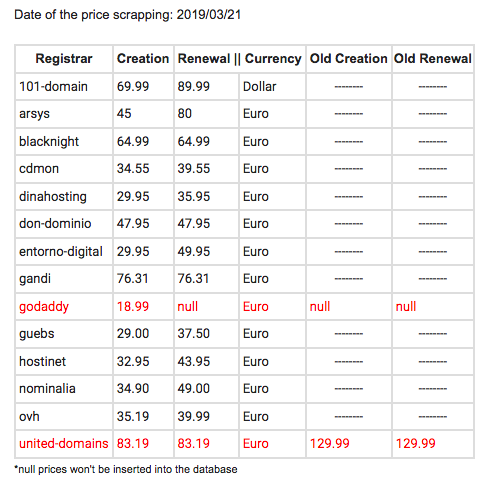 Date of the price scrapping: 2019/03/21
Registrar Creation Renewal || Currency Old Creation Old Renewal
101-domain 69.99 89.99 Dollar -------- --------
arsys 45 80 Euro -------- --------
blacknight 64.99 64.99 Euro -------- --------
cdmon 34.55 39.55 Euro -------- --------
dinahosting 29.95 35.95 Euro -------- --------
don-dominio 47.95 47.95 Euro -------- --------
entorno-digital 29.95 49.95 Euro -------- --------
gandi 76.31 76.31 Euro -------- --------
godaddy 18.99 null Euro null null
guebs 29.00 37.50 Euro -------- --------
hostinet 32.95 43.95 Euro -------- --------
nominalia 34.90 49.00 Euro -------- --------
ovh 35.19 39.99 Euro -------- --------
united-domains 83.19 83.19 Euro 129.99 129.99
*null prices won't be inserted into the database